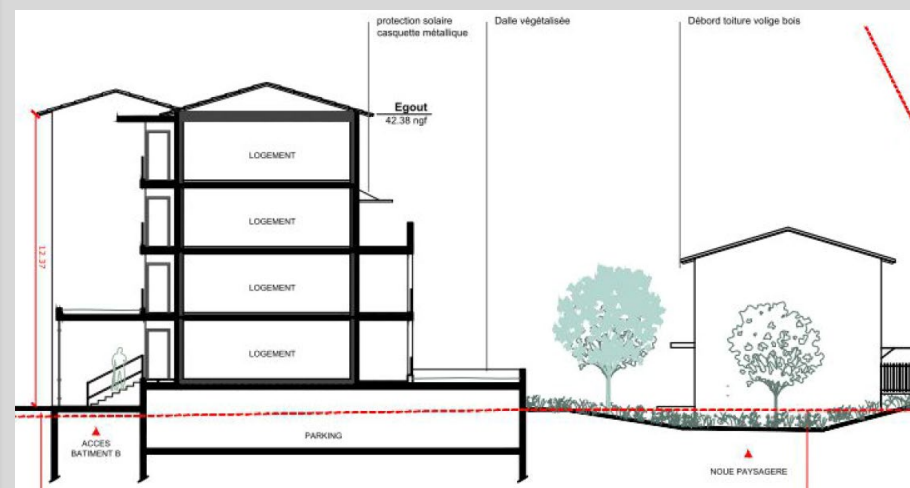 protection solaire
casquette métallique
Dalle végétalisée
Débord toiture volige bois
Egout
42.38 ngf
LOGEMENT
LOGEMENT
12.37
LOGEMENT
LOGEMENT
PARKING
ACCES
BATIMENT B
NOUE PAYSAGERE